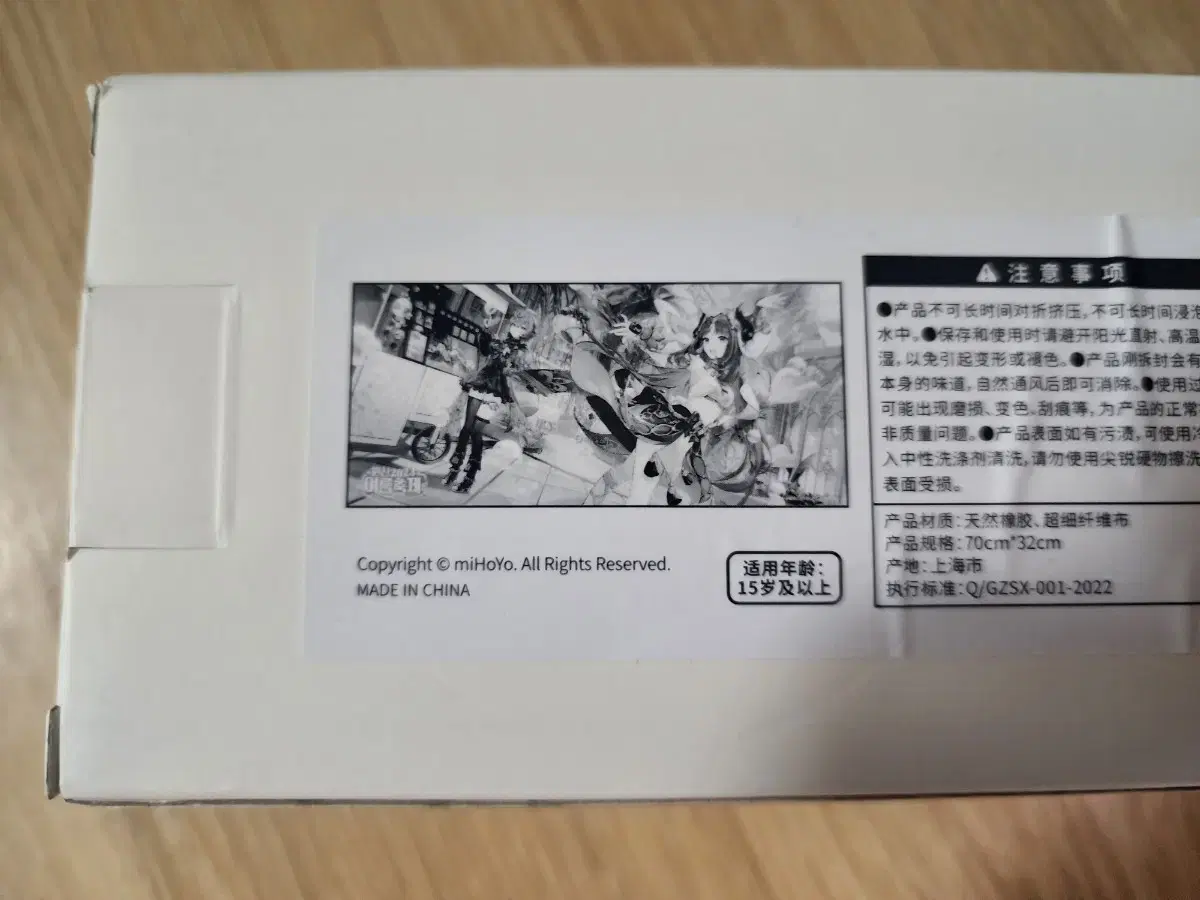 여름축제
Copyright © miHoYo. All Rights Reserved.
MADE IN CHINA
适用年龄：
15岁及以上
⚠ 注意事项
●产品不可长时间对折挤压，不可长时间浸泡
水中。●保存和使用时请避开阳光直射、高温
湿，以免引起变形或褪色。●产品刚拆封会有
本身的味道，自然通风后即可消除。●使用过
可能出现磨损、变色、刮痕等，为产品的正常
非质量问题。●产品表面如有污渍，可使用冷
入中性洗涤剂清洗，请勿使用尖锐硬物擦洗
表面受损。
产品材质：天然橡胶、超细纤维布
产品规格：70cm*32cm
产地：上海市
执行标准：Q/GZSX-001-2022